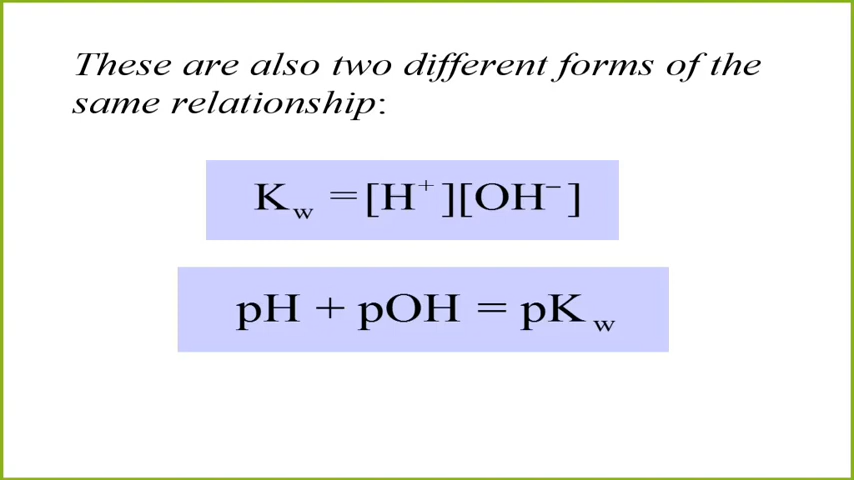 These are also two different forms of the
same relationship:
K_w = [H⁺][OH⁻]
pH + pOH = pK_w